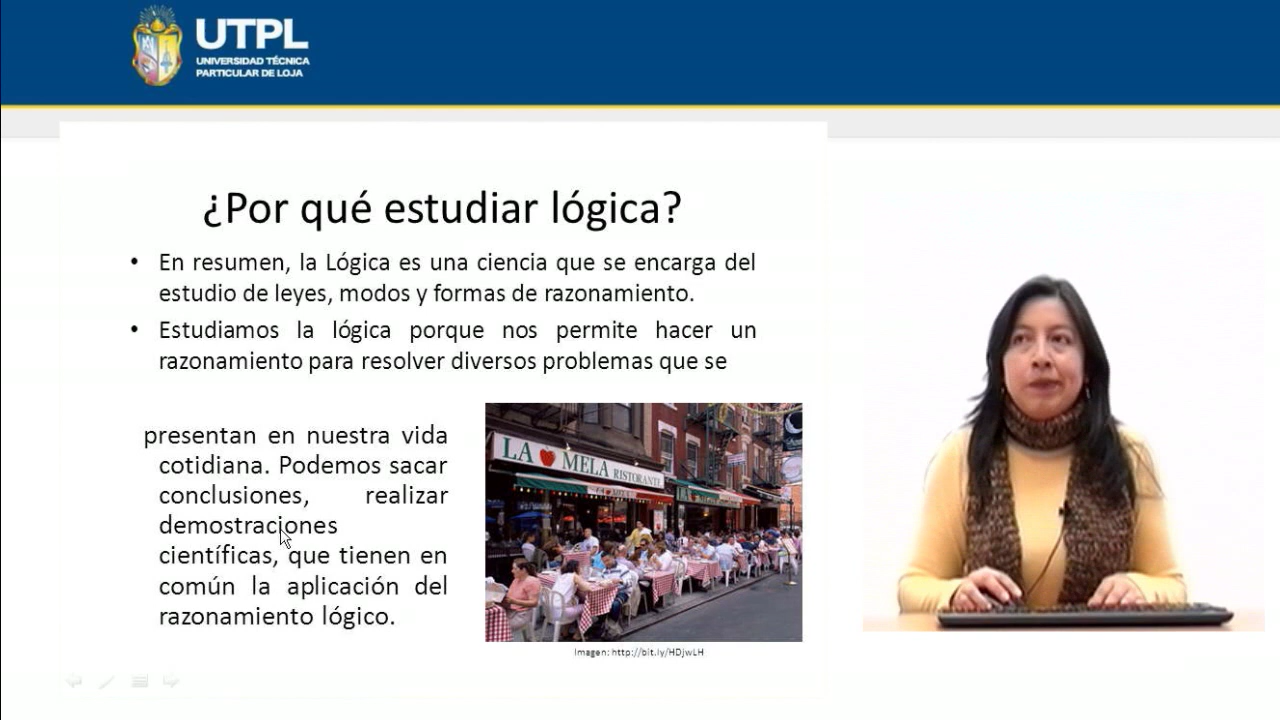 UTPL
UNIVERSIDAD TÉCNICA
PARTICULAR DE LOJA
¿Por qué estudiar lógica?
• En resumen, la Lógica es una ciencia que se encarga del
estudio de leyes, modos y formas de razonamiento.
• Estudiamos la lógica porque nos permite hacer un
razonamiento para resolver diversos problemas que se
presentan en nuestra vida
cotidiana. Podemos sacar
conclusiones, realizar
demostraciones
científicas, que tienen en
común la aplicación del
razonamiento lógico.
LA MELA RISTORANTE
Imagen: http://bit.ly/HDjwLH